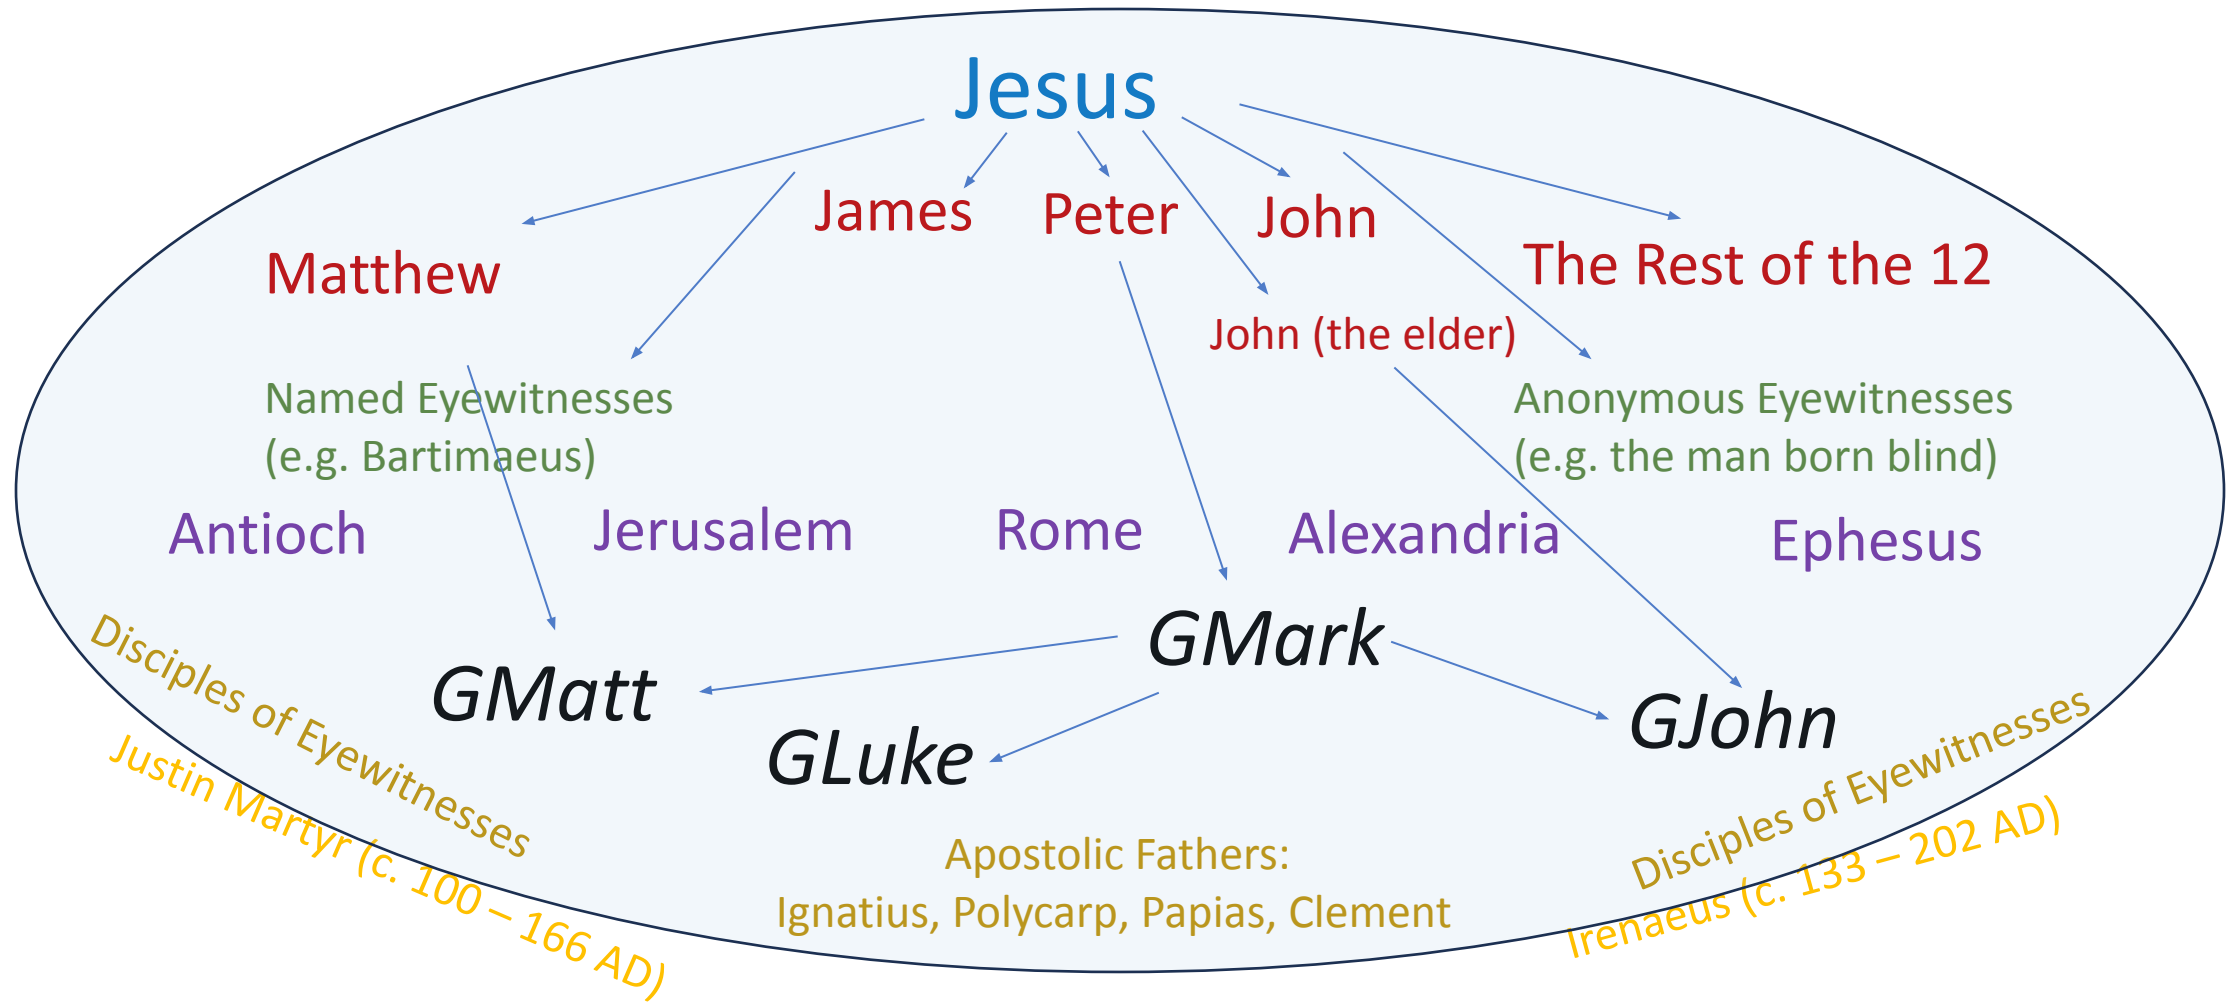 Jesus
James
Peter
John
Matthew
The Rest of the 12
John (the elder)
Named Eyewitnesses
(e.g. Bartimaeus)
Anonymous Eyewitnesses
(e.g. the man born blind)
Antioch
Jerusalem
Rome
Alexandria
Ephesus
GMark
GMatt
GLuke
GJohn
Disciples of Eyewitnesses
Justin Martyr (c. 100 – 166 AD)
Apostolic Fathers:
Ignatius, Polycarp, Papias, Clement
Disciples of Eyewitnesses
Irenaeus (c. 133 – 202 AD)